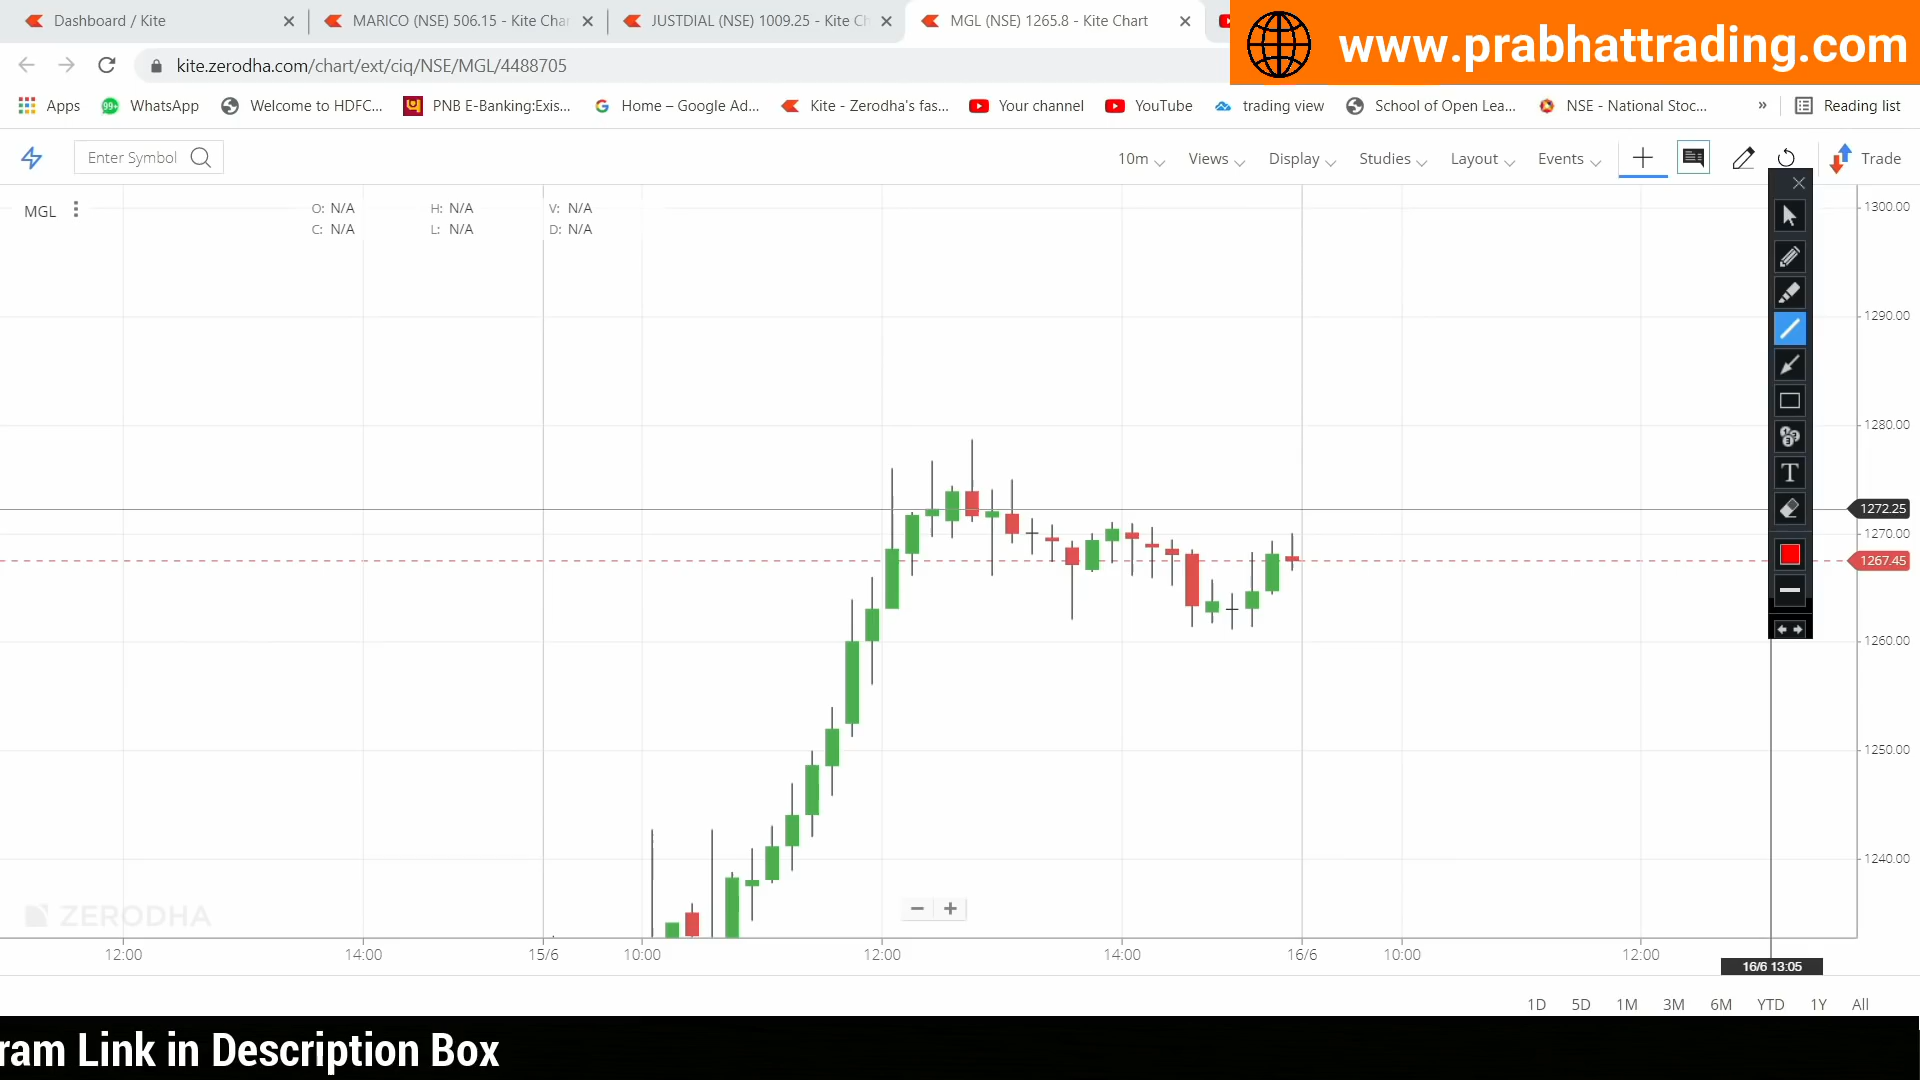 Dashboard / Kite
MARICO (NSE) 506.15 - Kite Char
JUSTDIAL (NSE) 1009.25 - Kite Ch
MGL (NSE) 1265.8 - Kite Chart
www.prabhattrading.com
kite.zerodha.com/chart/ext/ciq/NSE/MGL/4488705
Apps
99+
WhatsApp
Welcome to HDFC...
PNB E-Banking:Exis...
Home – Google Ad...
Kite - Zerodha's fas...
Your channel
YouTube
trading view
School of Open Lea...
NSE - National Stoc...
»
Reading list
Enter Symbol
10m
Views
Display
Studies
Layout
Events
Trade
MGL
O: N/A
H: N/A
V: N/A
C: N/A
L: N/A
D: N/A
T
1300.00
1290.00
1280.00
1272.25
1270.00
1267.45
1260.00
1250.00
1240.00
ZERODHA
12:00
14:00
15/6
10:00
12:00
14:00
16/6
10:00
12:00
16/6 13:05
1D
5D
1M
3M
6M
YTD
1Y
All
ram Link in Description Box